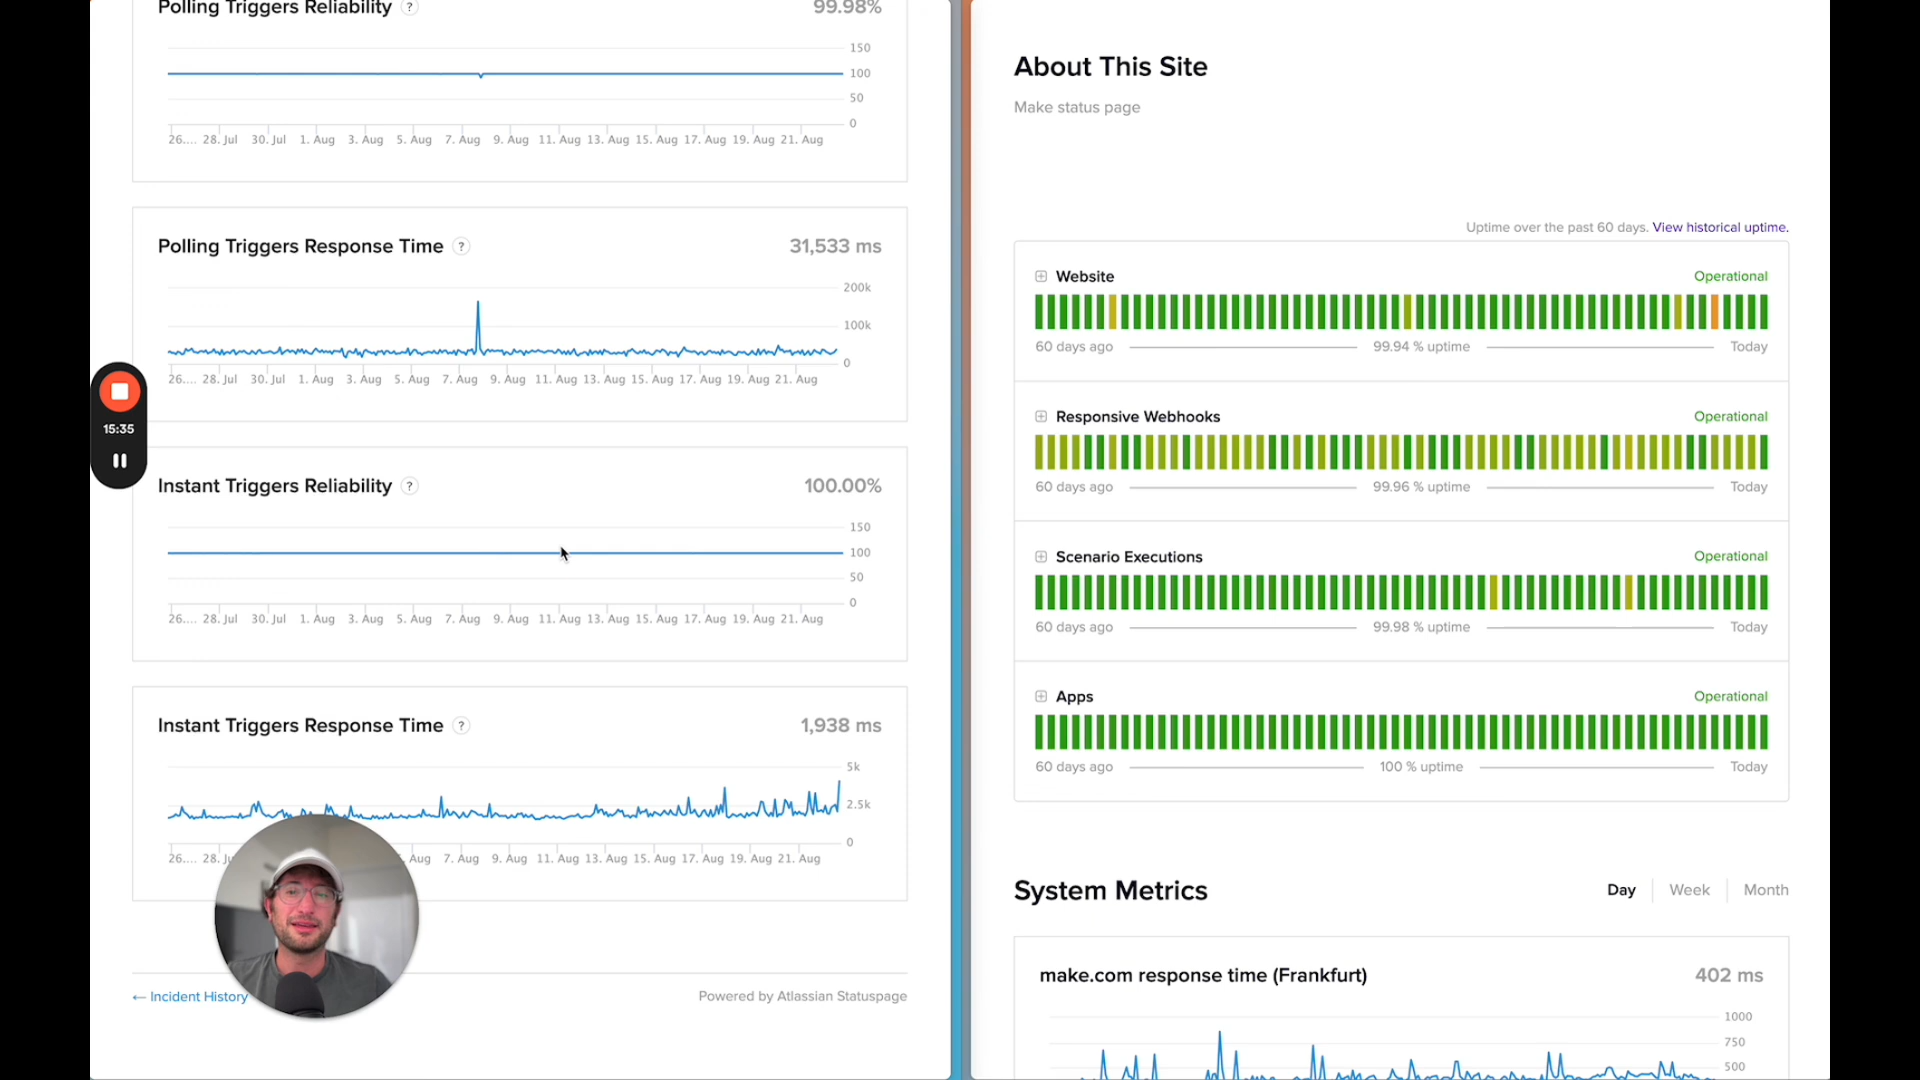 Polling Triggers Reliability ?
99.98%
150
100
50
0
26.... 28. Jul 30. Jul 1. Aug 3. Aug 5. Aug 7. Aug 9. Aug 11. Aug 13. Aug 15. Aug 17. Aug 19. Aug 21. Aug
Polling Triggers Response Time ?
31,533 ms
200k
100k
0
26.... 28. Jul 30. Jul 1. Aug 3. Aug 5. Aug 7. Aug 9. Aug 11. Aug 13. Aug 15. Aug 17. Aug 19. Aug 21. Aug
15:35
Instant Triggers Reliability ?
100.00%
150
100
50
0
26.... 28. Jul 30. Jul 1. Aug 3. Aug 5. Aug 7. Aug 9. Aug 11. Aug 13. Aug 15. Aug 17. Aug 19. Aug 21. Aug
Instant Triggers Response Time ?
1,938 ms
5k
2.5k
0
26.... 28. Aug 7. Aug 9. Aug 11. Aug 13. Aug 15. Aug 17. Aug 19. Aug 21. Aug
← Incident History
Powered by Atlassian Statuspage
About This Site
Make status page
Uptime over the past 60 days. View historical uptime.
Website
Operational
60 days ago 99.94 % uptime Today
Responsive Webhooks
Operational
60 days ago 99.96 % uptime Today
Scenario Executions
Operational
60 days ago 99.98 % uptime Today
Apps
Operational
60 days ago 100 % uptime Today
System Metrics
Day Week Month
make.com response time (Frankfurt)
402 ms
1000
750
500